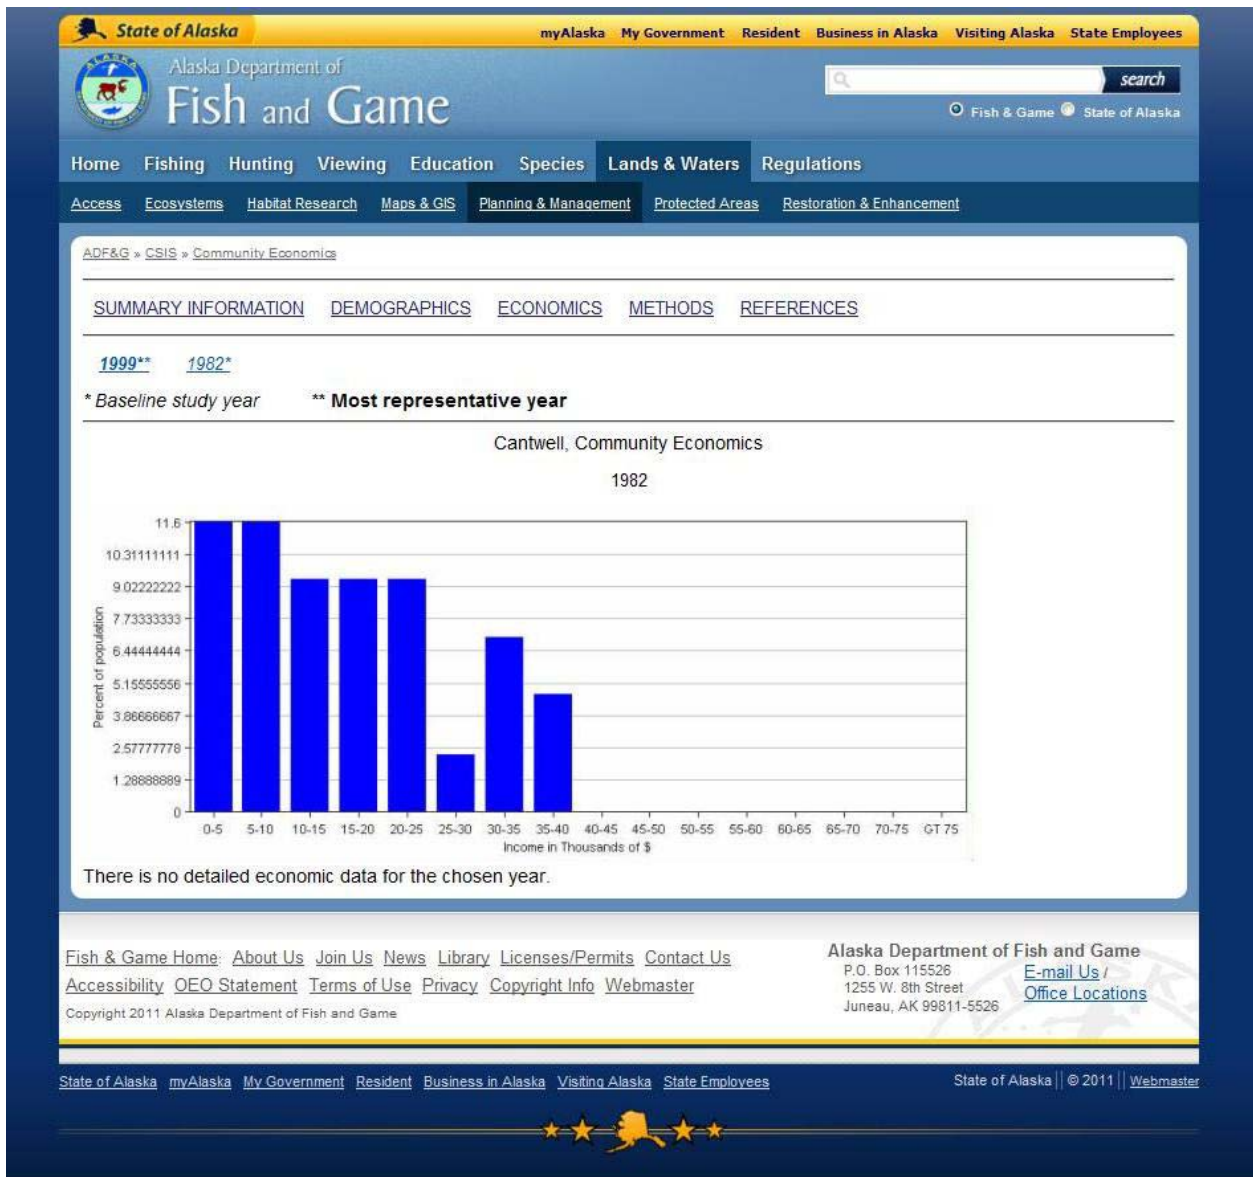 State of Alaska
myAlaska My Government Resident Business in Alaska Visiting Alaska State Employees
Alaska Department of
Fish and Game
search
Fish & Game State of Alaska
Home Fishing Hunting Viewing Education Species Lands & Waters Regulations
Access Ecosystems Habitat Research Maps & GIS Planning & Management Protected Areas Restoration & Enhancement
ADF&G » CSIS » Community Economics
SUMMARY INFORMATION DEMOGRAPHICS ECONOMICS METHODS REFERENCES
1999** 1982*
* Baseline study year ** Most representative year
Cantwell, Community Economics
1982
11.6
10.31111111
9.02222222
7.73333333
6.44444444
5.15555556
3.86666667
2.57777778
1.28888889
0
Percent of population
0-5 5-10 10-15 15-20 20-25 25-30 30-35 35-40 40-45 45-50 50-55 55-60 60-65 65-70 70-75 GT 75
Income in Thousands of $
There is no detailed economic data for the chosen year.
Fish & Game Home: About Us Join Us News Library Licenses/Permits Contact Us
Accessibility OEO Statement Terms of Use Privacy Copyright Info Webmaster
Copyright 2011 Alaska Department of Fish and Game
Alaska Department of Fish and Game
P.O. Box 115526
1255 W. 8th Street
Juneau, AK 99811-5526
E-mail Us /
Office Locations
State of Alaska myAlaska My Government Resident Business in Alaska Visiting Alaska State Employees
State of Alaska || © 2011 || Webmaster